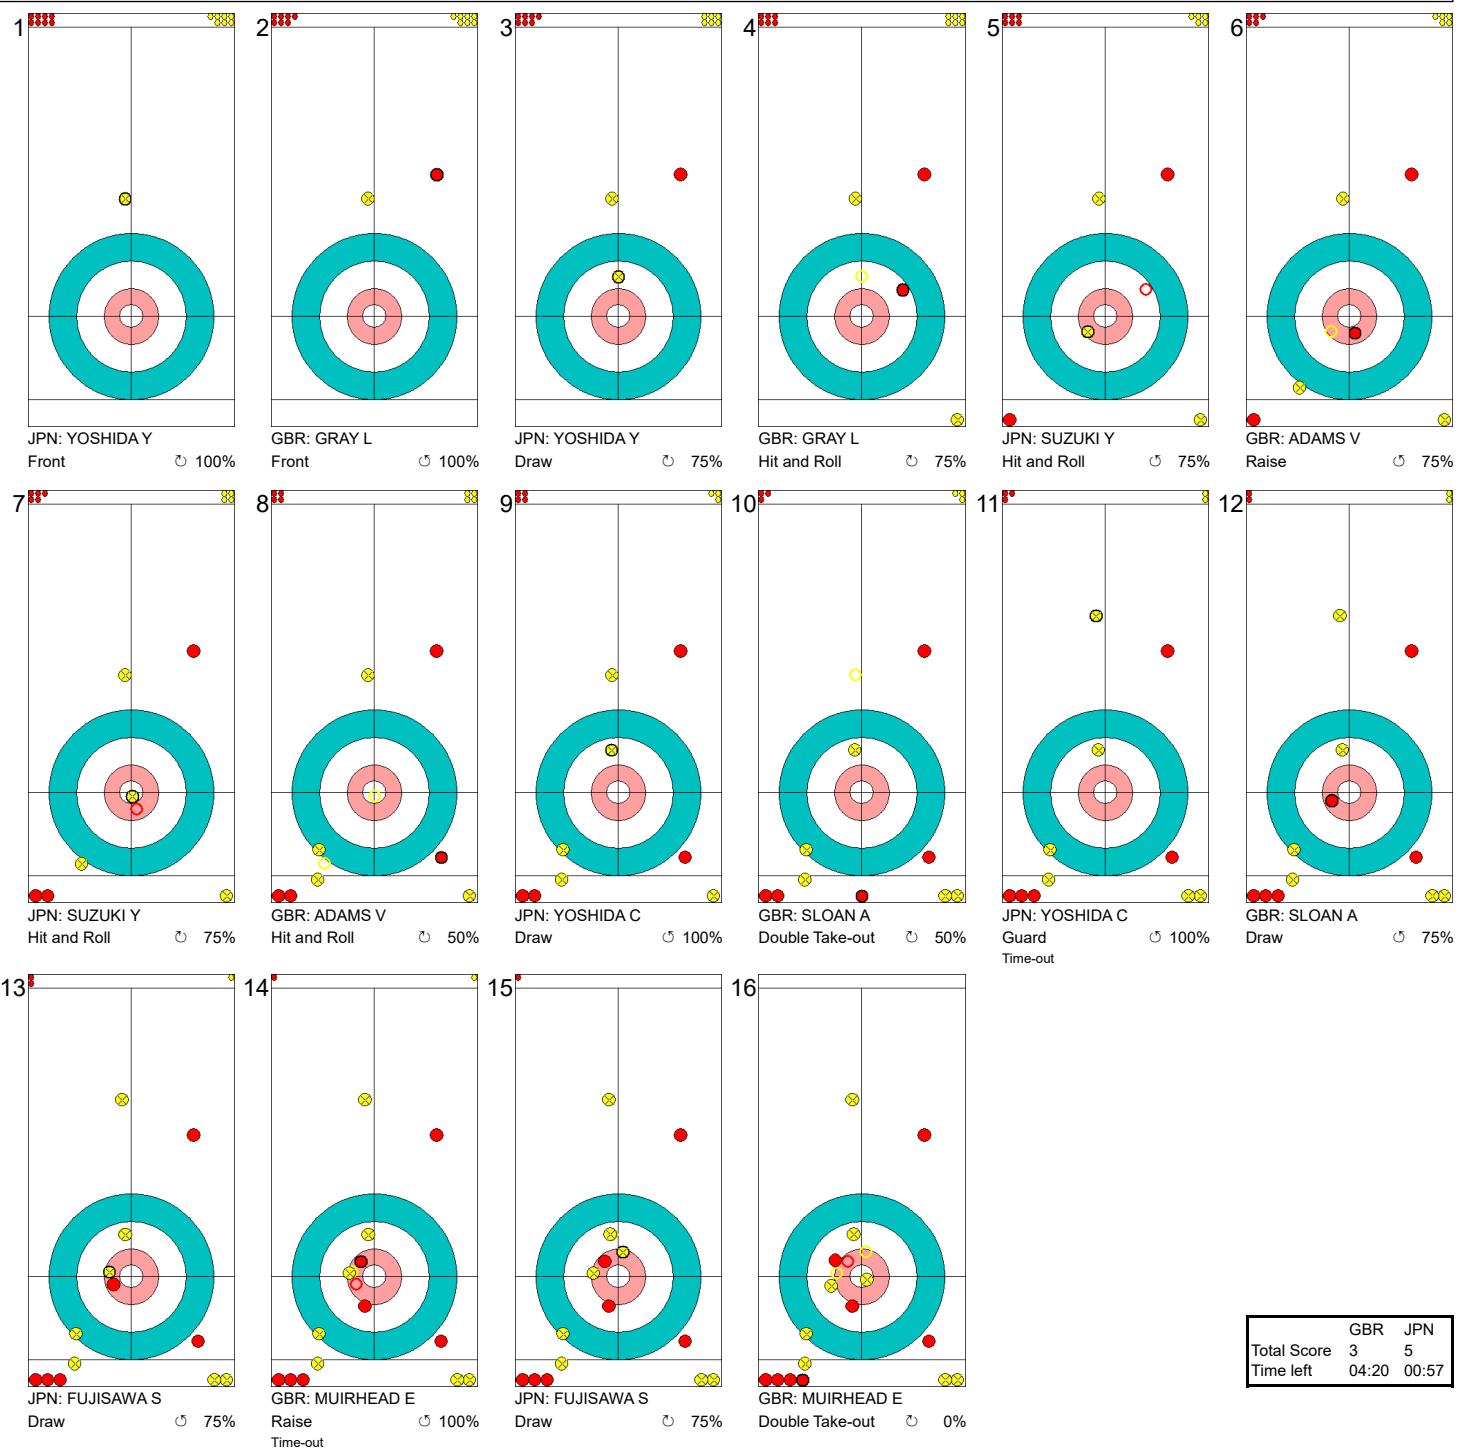 1 2 3 4 5 6
JPN: YOSHIDA Y GBR: GRAY L JPN: YOSHIDA Y GBR: GRAY L JPN: SUZUKI Y GBR: ADAMS V
Front ↻ 100% Front ↺ 100% Draw ↻ 75% Hit and Roll ↻ 75% Hit and Roll ↺ 75% Raise ↺ 75%
7 8 9 10 11 12
JPN: SUZUKI Y GBR: ADAMS V JPN: YOSHIDA C GBR: SLOAN A JPN: YOSHIDA C GBR: SLOAN A
Hit and Roll ↻ 75% Hit and Roll ↻ 50% Draw ↻ 100% Double Take-out ↻ 50% Guard ↺ 100% Draw ↺ 75%
Time-out
13 14 15 16
JPN: FUJISAWA S GBR: MUIRHEAD E JPN: FUJISAWA S GBR: MUIRHEAD E
Draw ↺ 75% Raise ↺ 100% Draw ↺ 75% Double Take-out ↻ 0%
Time-out
GBR JPN
Total Score 3 5
Time left 04:20 00:57